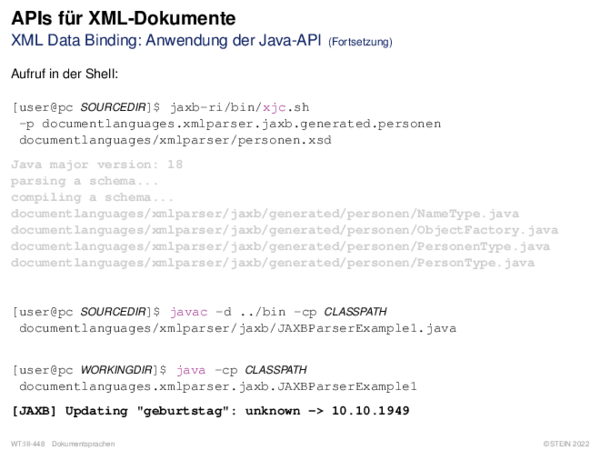 APIs für XML-Dokumente
XML Data Binding: Anwendung der Java-API (Fortsetzung)
Aufruf in der Shell:
[user@pc SOURCEDIR]$ jaxb-ri/bin/xjc.sh
-p documentlanguages.xmlparser.jaxb.generated.personen
documentlanguages/xmlparser/personen.xsd
Java major version: 18
parsing a schema...
compiling a schema...
documentlanguages/xmlparser/jaxb/generated/personen/NameType.java
documentlanguages/xmlparser/jaxb/generated/personen/ObjectFactory.java
documentlanguages/xmlparser/jaxb/generated/personen/PersonenType.java
documentlanguages/xmlparser/jaxb/generated/personen/PersonType.java
[user@pc SOURCEDIR]$ javac -d ../bin -cp CLASSPATH
documentlanguages/xmlparser/jaxb/JAXBParserExample1.java
[user@pc WORKINGDIR]$ java -cp CLASSPATH
documentlanguages.xmlparser.jaxb.JAXBParserExample1
[JAXB] Updating "geburtstag": unknown -> 10.10.1949
WT:III-448 Dokumentsprachen
©STEIN 2022